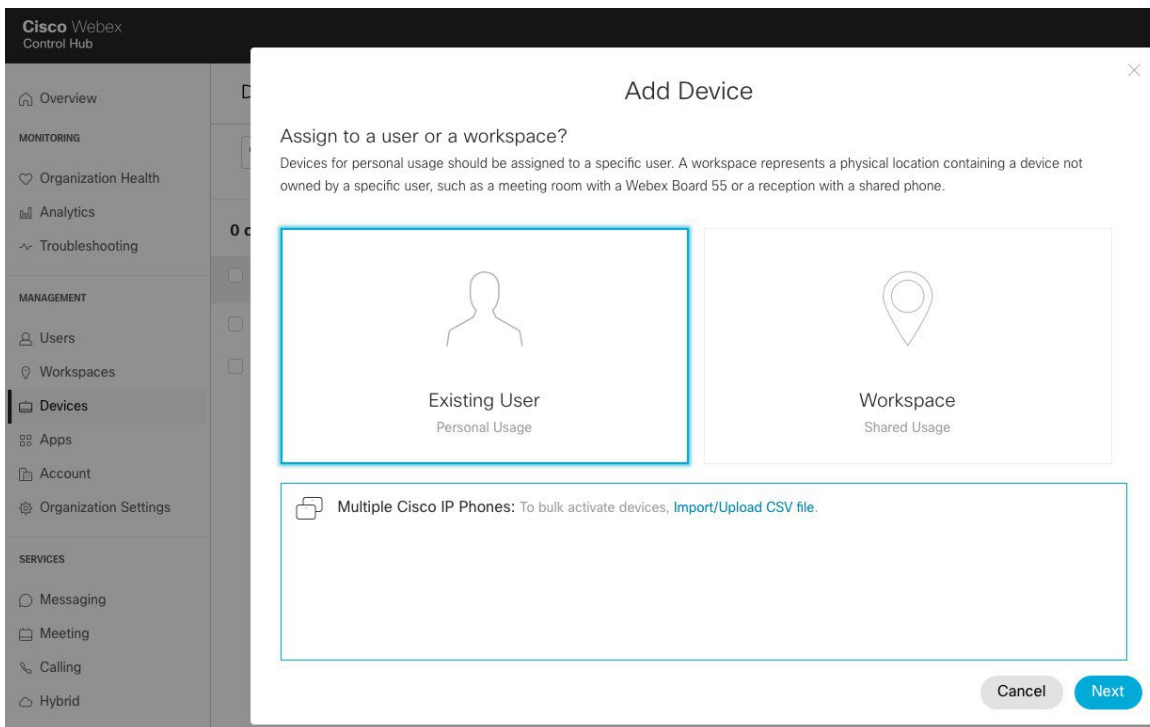 Cisco Webex
Control Hub
Overview
MONITORING
Organization Health
Analytics
Troubleshooting
MANAGEMENT
Users
Workspaces
Devices
Apps
Account
Organization Settings
SERVICES
Messaging
Meeting
Calling
Hybrid
D
0 o
Add Device
Assign to a user or a workspace?
Devices for personal usage should be assigned to a specific user. A workspace represents a physical location containing a device not
owned by a specific user, such as a meeting room with a Webex Board 55 or a reception with a shared phone.
Existing User
Personal Usage
Workspace
Shared Usage
Multiple Cisco IP Phones: To bulk activate devices, Import/Upload CSV file.
Cancel
Next